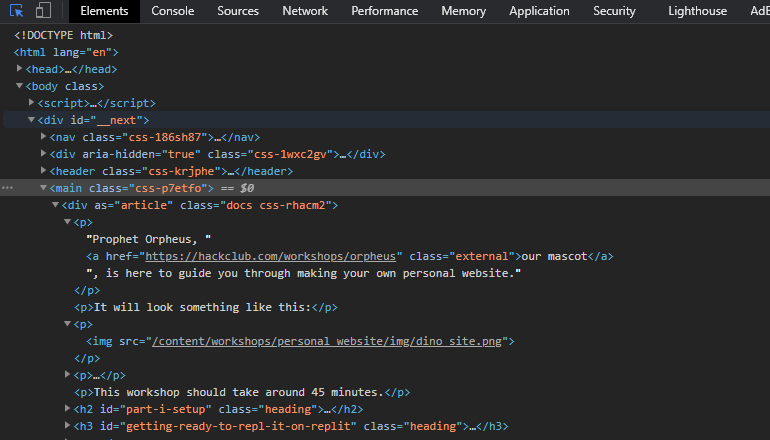 Elements Console Sources Network Performance Memory Application Security Lighthouse AdB
<!DOCTYPE html>
<html lang="en">
<head>…</head>
<body class>
<script>…</script>
<div id="__next">
<nav class="css-186sh87">…</nav>
<div aria-hidden="true" class="css-1wxc2gv">…</div>
<header class="css-krjphe">…</header>
… <main class="css-p7etfo"> == $0
<div as="article" class="docs css-rhacm2">
<p>
"Prophet Orpheus, "
<a href="https://hackclub.com/workshops/orpheus" class="external">our mascot</a>
", is here to guide you through making your own personal website."
</p>
<p>It will look something like this:</p>
<p>
<img src="/content/workshops/personal_website/img/dino_site.png">
</p>
<p>…</p>
<p>This workshop should take around 45 minutes.</p>
<h2 id="part-i-setup" class="heading">…</h2>
<h3 id="getting-ready-to-repl-it-on-replit" class="heading">…</h3>